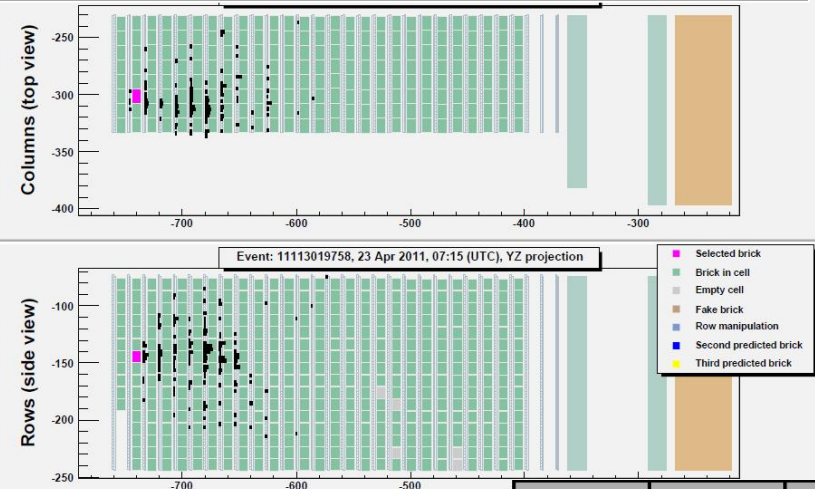 Columns (top view)
-250
-300
-350
-400
-700
-600
-500
-400
-300
Event: 11113019758, 23 Apr 2011, 07:15 (UTC), YZ projection
Rows (side view)
-100
-150
-200
-250
-700
-600
-500
Selected brick
Brick in cell
Empty cell
Fake brick
Row manipulation
Second predicted brick
Third predicted brick